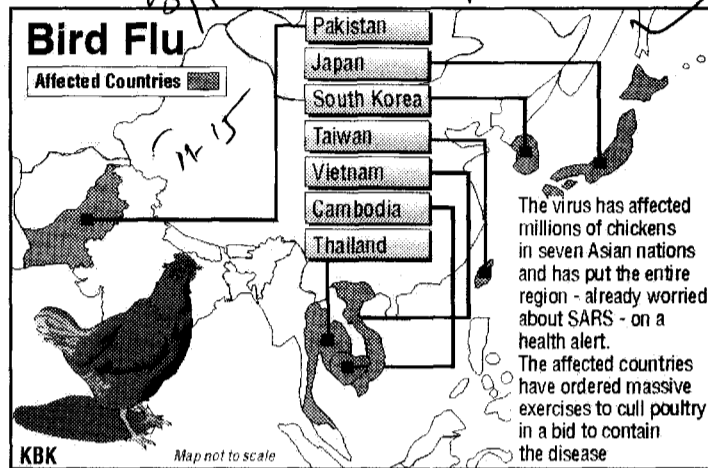 Bird Flu
Affected Countries
Pakistan
Japan
South Korea
Taiwan
Vietnam
Cambodia
Thailand
14-15
The virus has affected
millions of chickens
in seven Asian nations
and has put the entire
region - already worried
about SARS - on a
health alert.
The affected countries
have ordered massive
exercises to cull poultry
in a bid to contain
the disease
KBK
Map not to scale